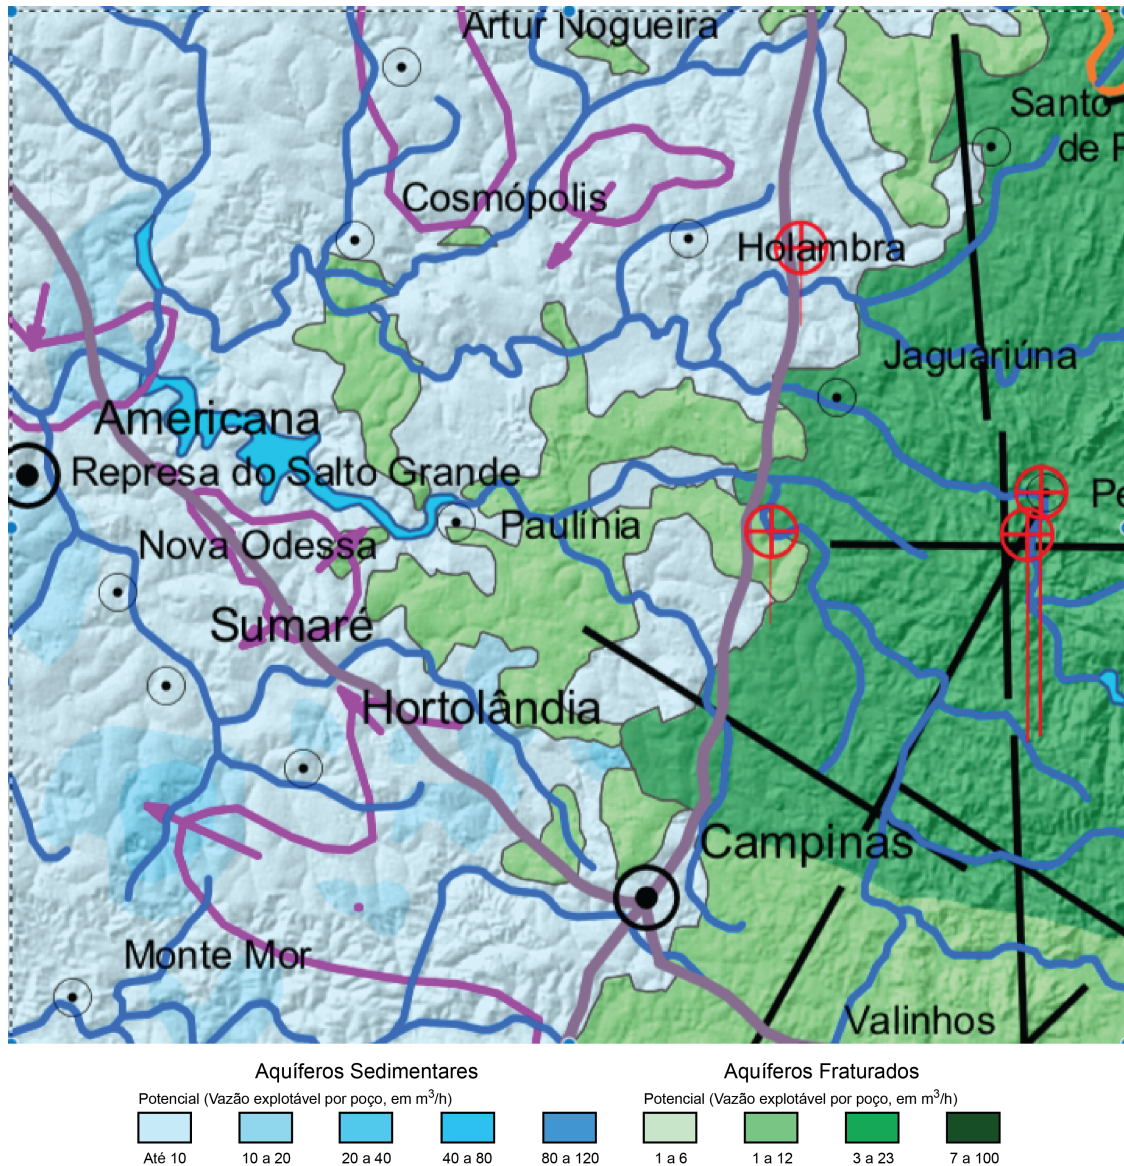 Artur Nogueira
Santo
de P
Cosmópolis
Holambra
Jaguariúna
Americana
Represa do Salto Grande
Pe
Paulínia
Nova Odessa
Sumaré
Hortolândia
Campinas
Monte Mor
Valinhos
Aquíferos Sedimentares
Potencial (Vazão explotável por poço, em m³/h)
Até 10
10 a 20
20 a 40
40 a 80
80 a 120
Aquíferos Fraturados
Potencial (Vazão explotável por poço, em m³/h)
1 a 6
1 a 12
3 a 23
7 a 100